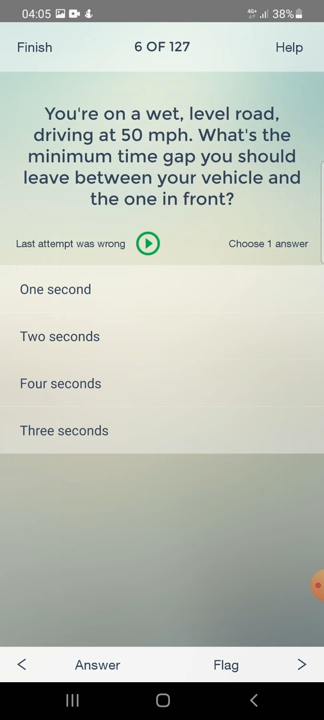 04:05 4G+ 38%
Finish 6 OF 127 Help
You're on a wet, level road,
driving at 50 mph. What's the
minimum time gap you should
leave between your vehicle and
the one in front?
Last attempt was wrong Choose 1 answer
One second
Two seconds
Four seconds
Three seconds
< Answer Flag >